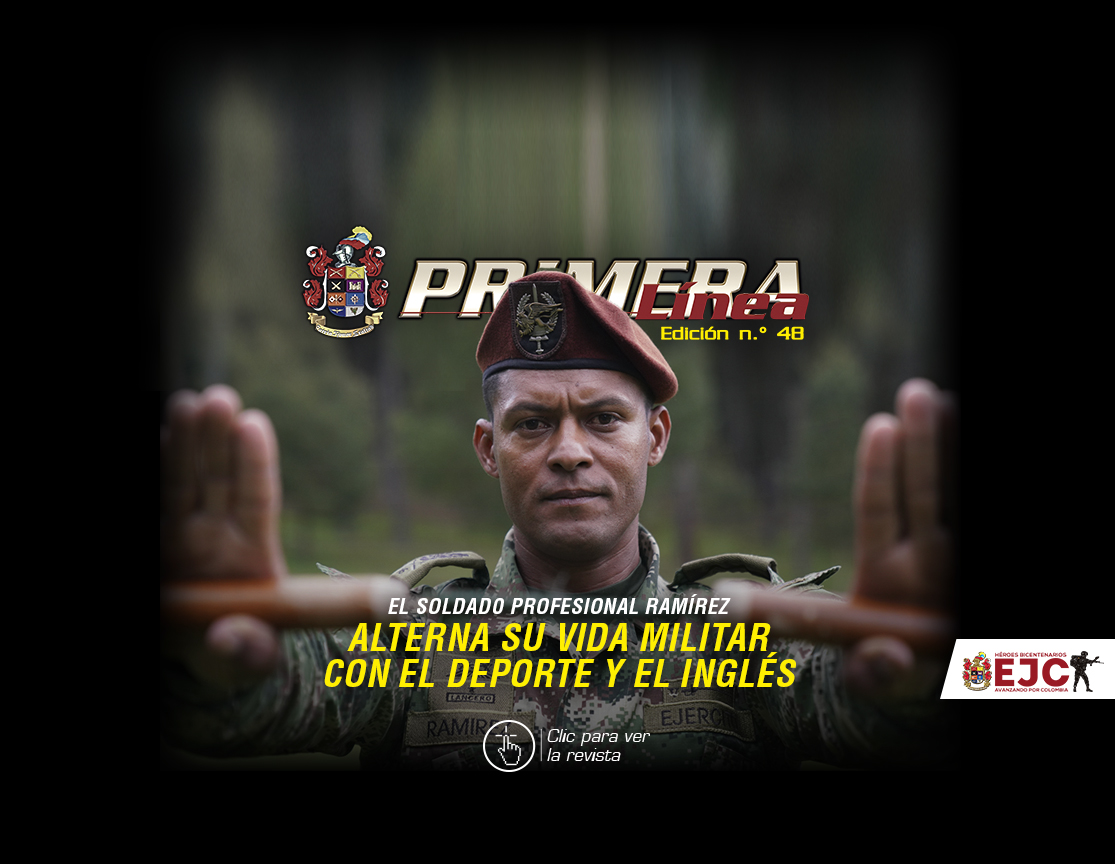 PRIMERA
Línea
Edición n.° 48
EL SOLDADO PROFESIONAL RAMÍREZ
ALTERNA SU VIDA MILITAR
CON EL DEPORTE Y EL INGLÉS
LANCERO
Clic para ver
la revista
HÉROES BICENTENARIOS
EJC
AVANZANDO POR COLOMBIA